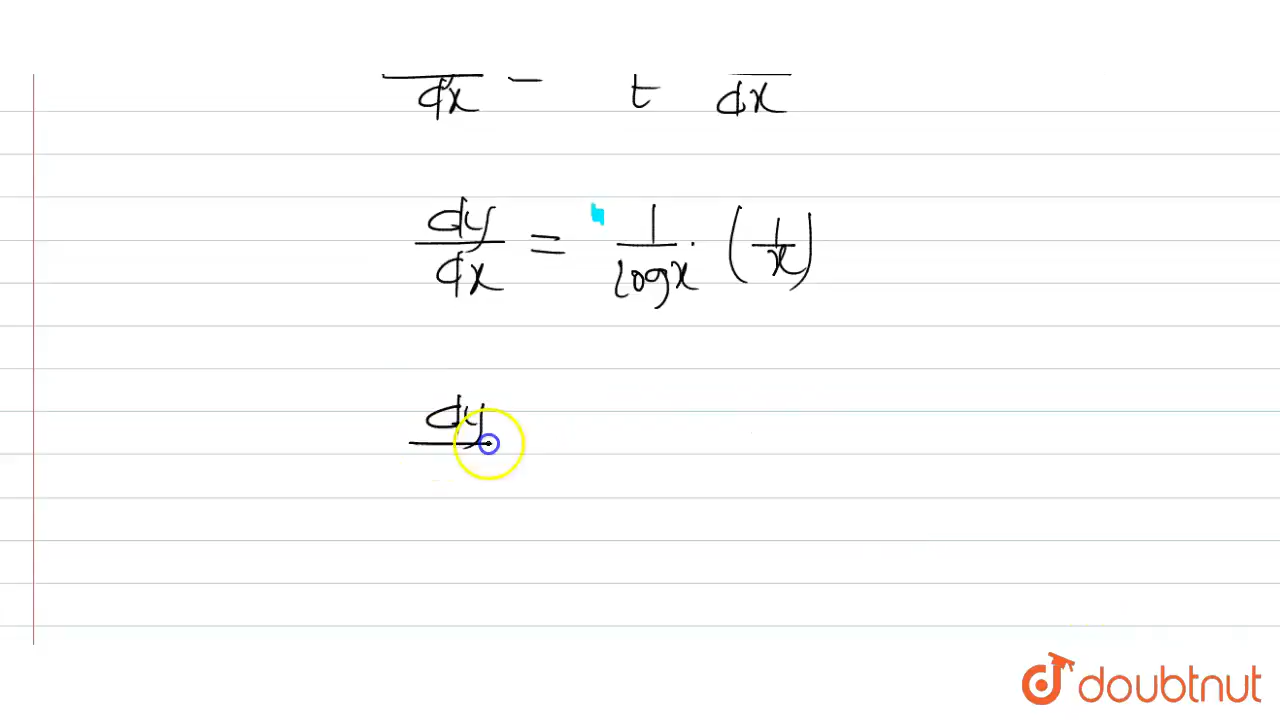 dx = t dx
dy/dx = 1/logx · (1/x)
dy
doubtnut